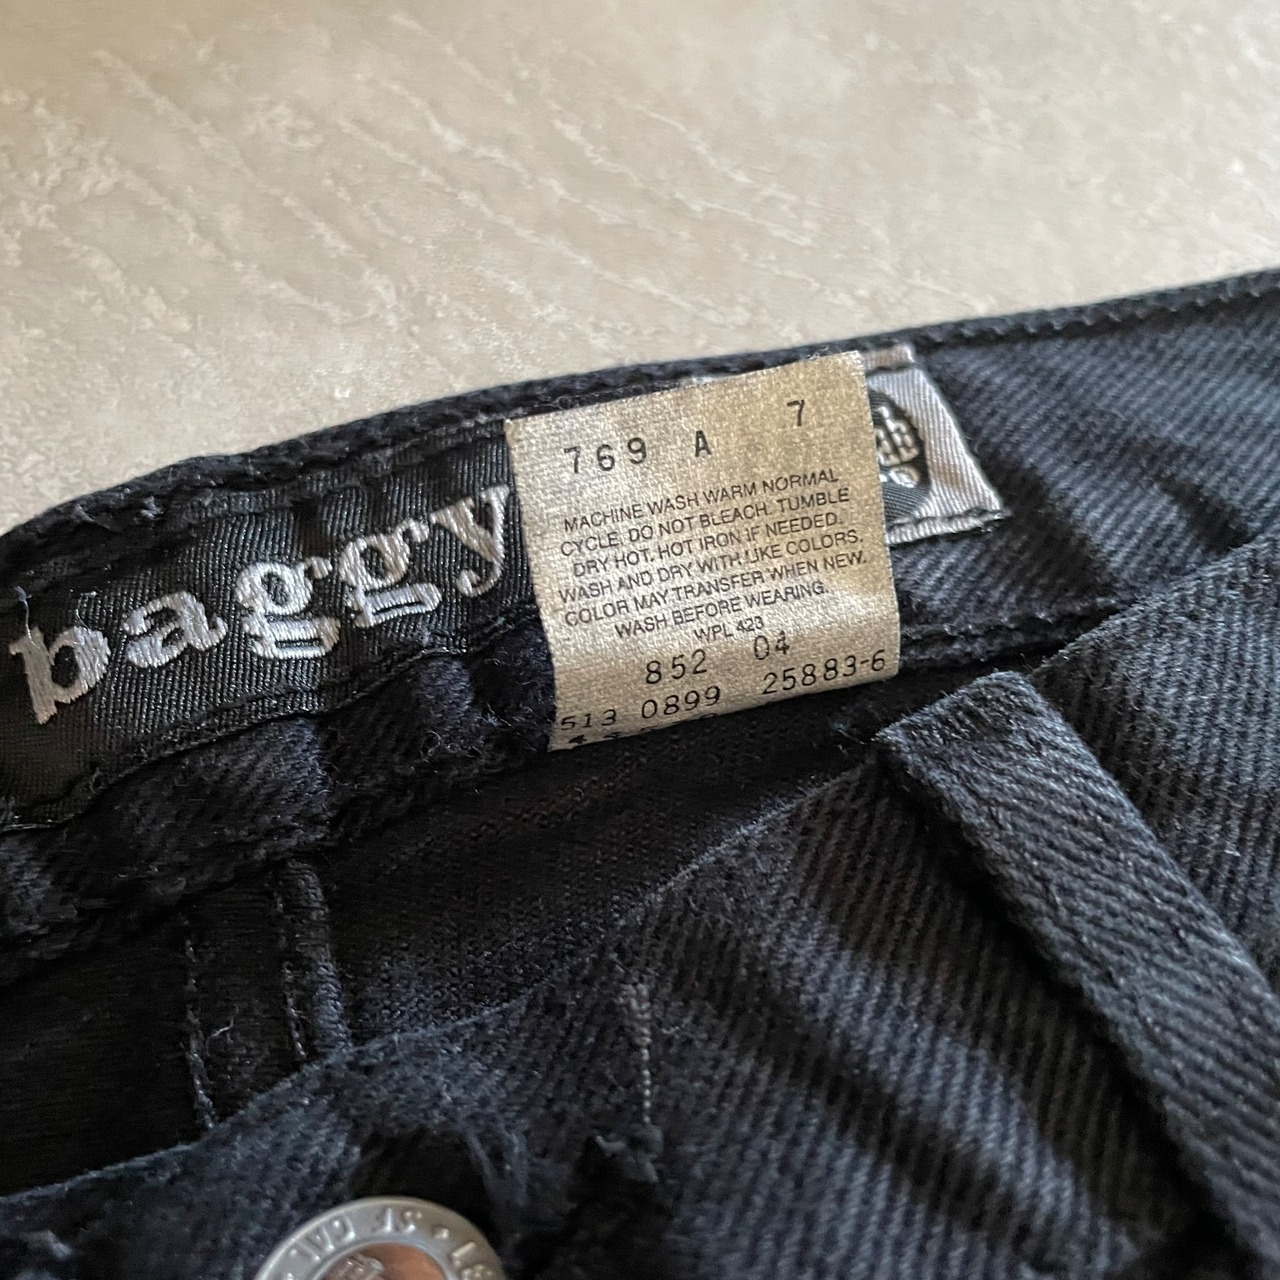 baggy
769 A 7
MACHINE WASH WARM NORMAL
CYCLE. DO NOT BLEACH. TUMBLE
DRY HOT. HOT IRON IF NEEDED.
WASH AND DRY WITH LIKE COLORS.
COLOR MAY TRANSFER WHEN NEW.
WASH BEFORE WEARING.
WPL 423
852 04
513 0899 25883-6
SF CAL